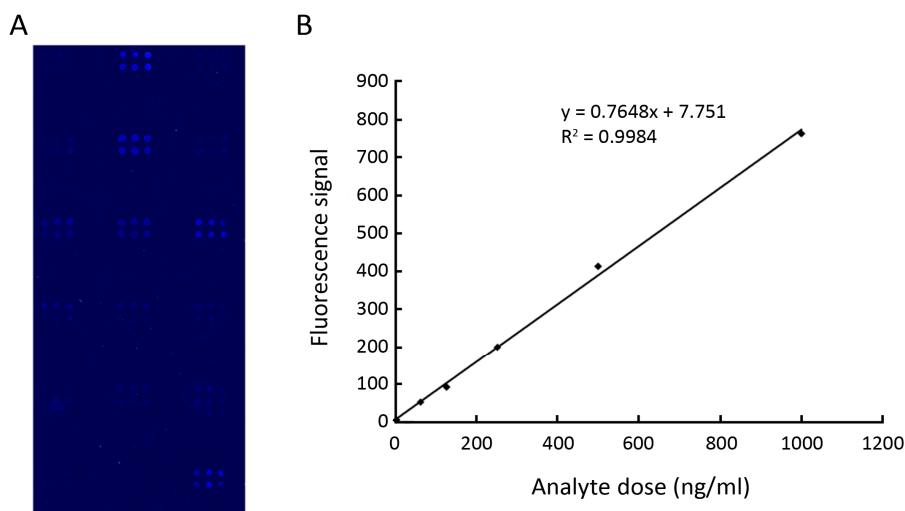 A
B
y = 0.7648x + 7.751
R² = 0.9984
Fluorescence signal
900
800
700
600
500
400
300
200
100
0
0 200 400 600 800 1000 1200
Analyte dose (ng/ml)